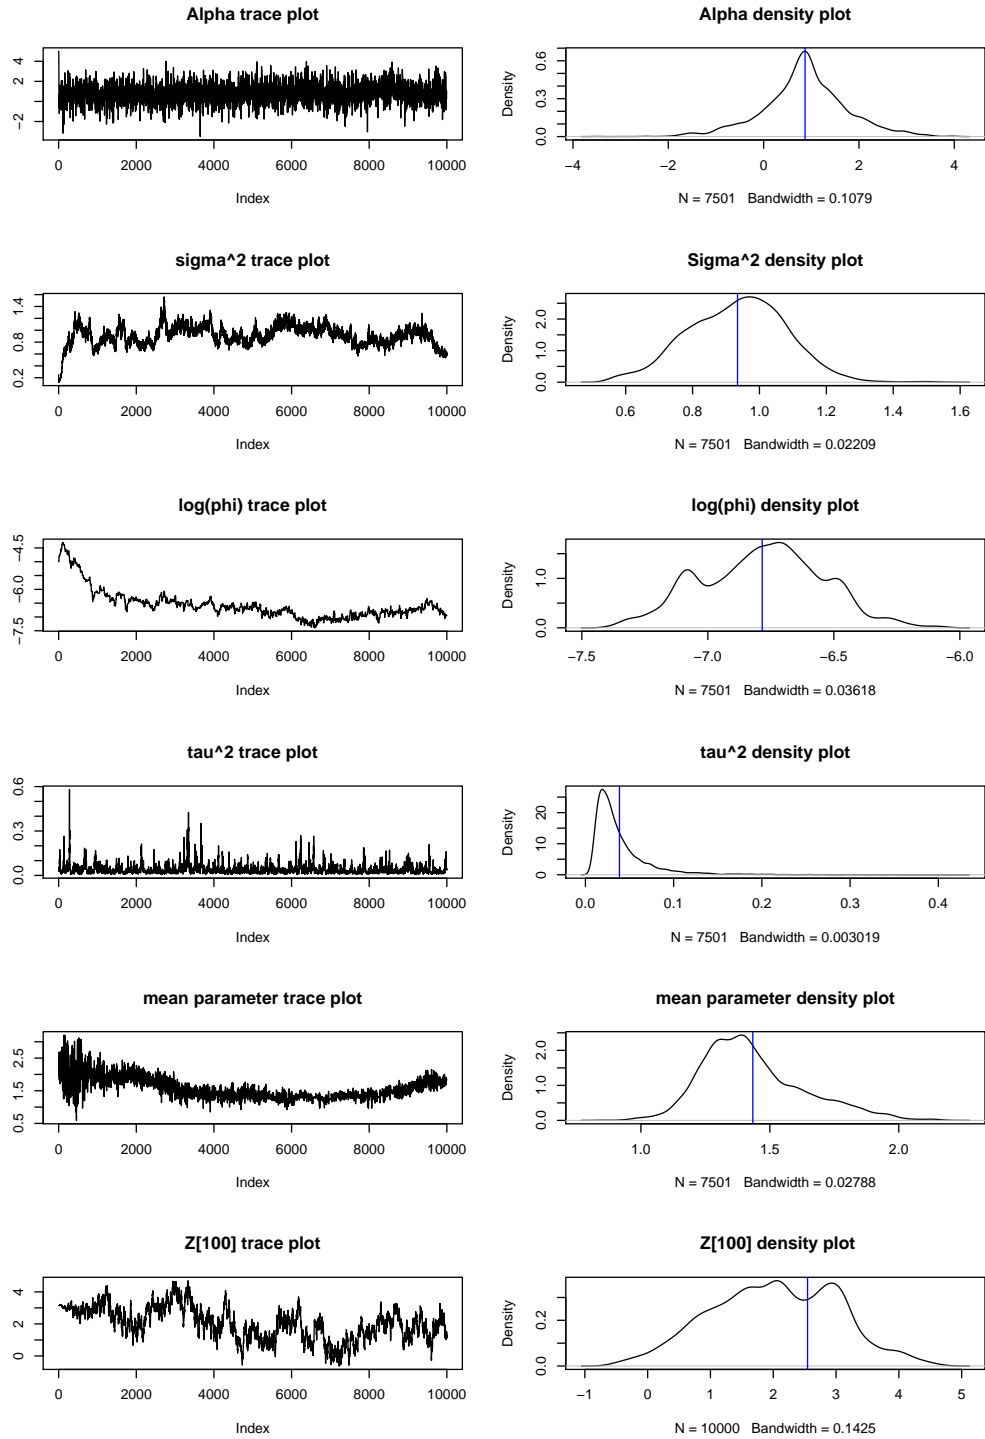 Alpha trace plot
4
2
−2
0 2000 4000 6000 8000 10000
Index
Alpha density plot
Density
0.6
0.3
0.0
−4 −2 0 2 4
N = 7501 Bandwidth = 0.1079
sigma^2 trace plot
1.4
0.8
0.2
0 2000 4000 6000 8000 10000
Index
Sigma^2 density plot
Density
2.0
1.0
0.0
0.6 0.8 1.0 1.2 1.4 1.6
N = 7501 Bandwidth = 0.02209
log(phi) trace plot
−4.5
−6.0
−7.5
0 2000 4000 6000 8000 10000
Index
log(phi) density plot
Density
1.0
0.0
−7.5 −7.0 −6.5 −6.0
N = 7501 Bandwidth = 0.03618
tau^2 trace plot
0.6
0.3
0.0
0 2000 4000 6000 8000 10000
Index
tau^2 density plot
Density
20
10
0
0.0 0.1 0.2 0.3 0.4
N = 7501 Bandwidth = 0.003019
mean parameter trace plot
2.5
1.5
0.5
0 2000 4000 6000 8000 10000
Index
mean parameter density plot
Density
2.0
1.0
0.0
1.0 1.5 2.0
N = 7501 Bandwidth = 0.02788
Z[100] trace plot
4
2
0
0 2000 4000 6000 8000 10000
Index
Z[100] density plot
Density
0.2
0.0
−1 0 1 2 3 4 5
N = 10000 Bandwidth = 0.1425